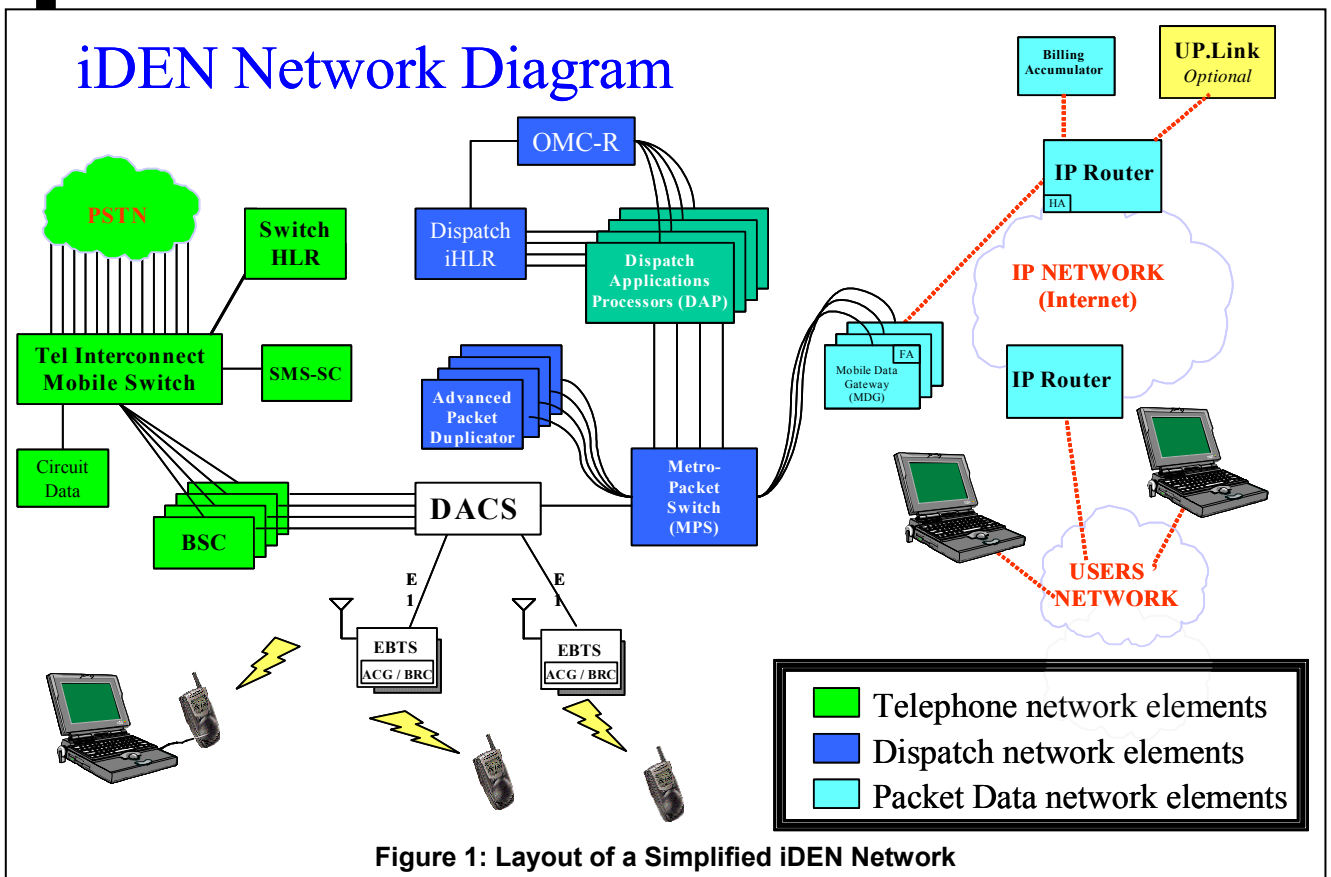 iDEN Network Diagram
Billing
Accumulator
UP.Link
Optional
OMC-R
IP Router
HA
PSTN
Switch
HLR
Dispatch
iHLR
Dispatch
Applications
Processors (DAP)
IP NETWORK
(Internet)
Tel Interconnect
Mobile Switch
SMS-SC
FA
Mobile Data
Gateway
(MDG)
IP Router
Advanced
Packet
Duplicator
Circuit
Data
Metro-
Packet
Switch
(MPS)
DACS
BSC
E
1
E
1
USERS ’
NETWORK
EBTS
ACG / BRC
EBTS
ACG / BRC
Telephone network elements
Dispatch network elements
Packet Data network elements
Figure 1: Layout of a Simplified iDEN Network